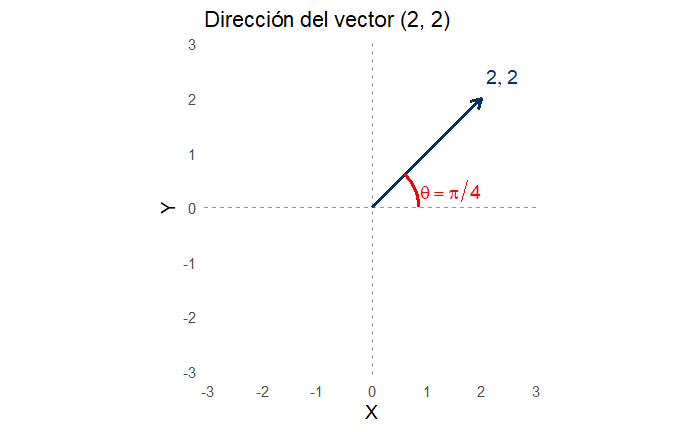 Dirección del vector (2, 2)
3
2, 2
2
1
θ = π/4
Y
0
-1
-2
-3
-3 -2 -1 0 1 2 3
X